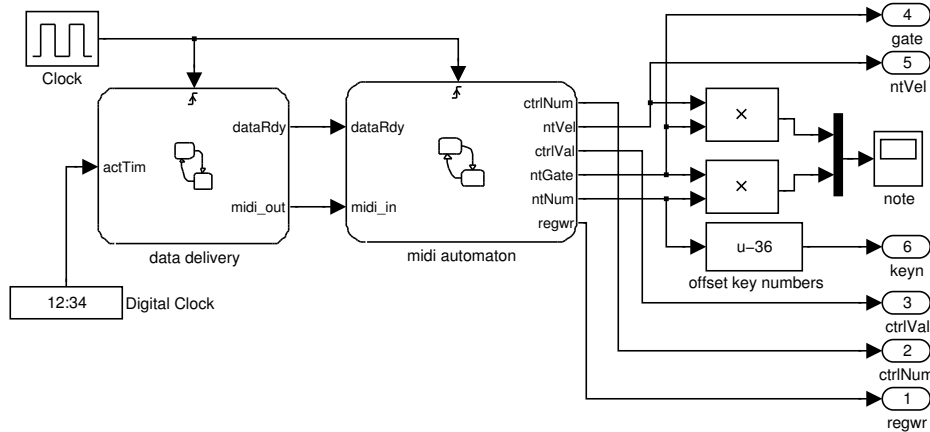 4
gate
5
ntVel
Clock
ctrlNum
dataRdy
dataRdy
ntVel
×
ctrlVal
actTim
ntGate
×
note
midi_out
midi_in
ntNum
regwr
u−36
6
keyn
data delivery
midi automaton
offset key numbers
12:34
Digital Clock
3
ctrlVal
2
ctrlNum
1
regwr